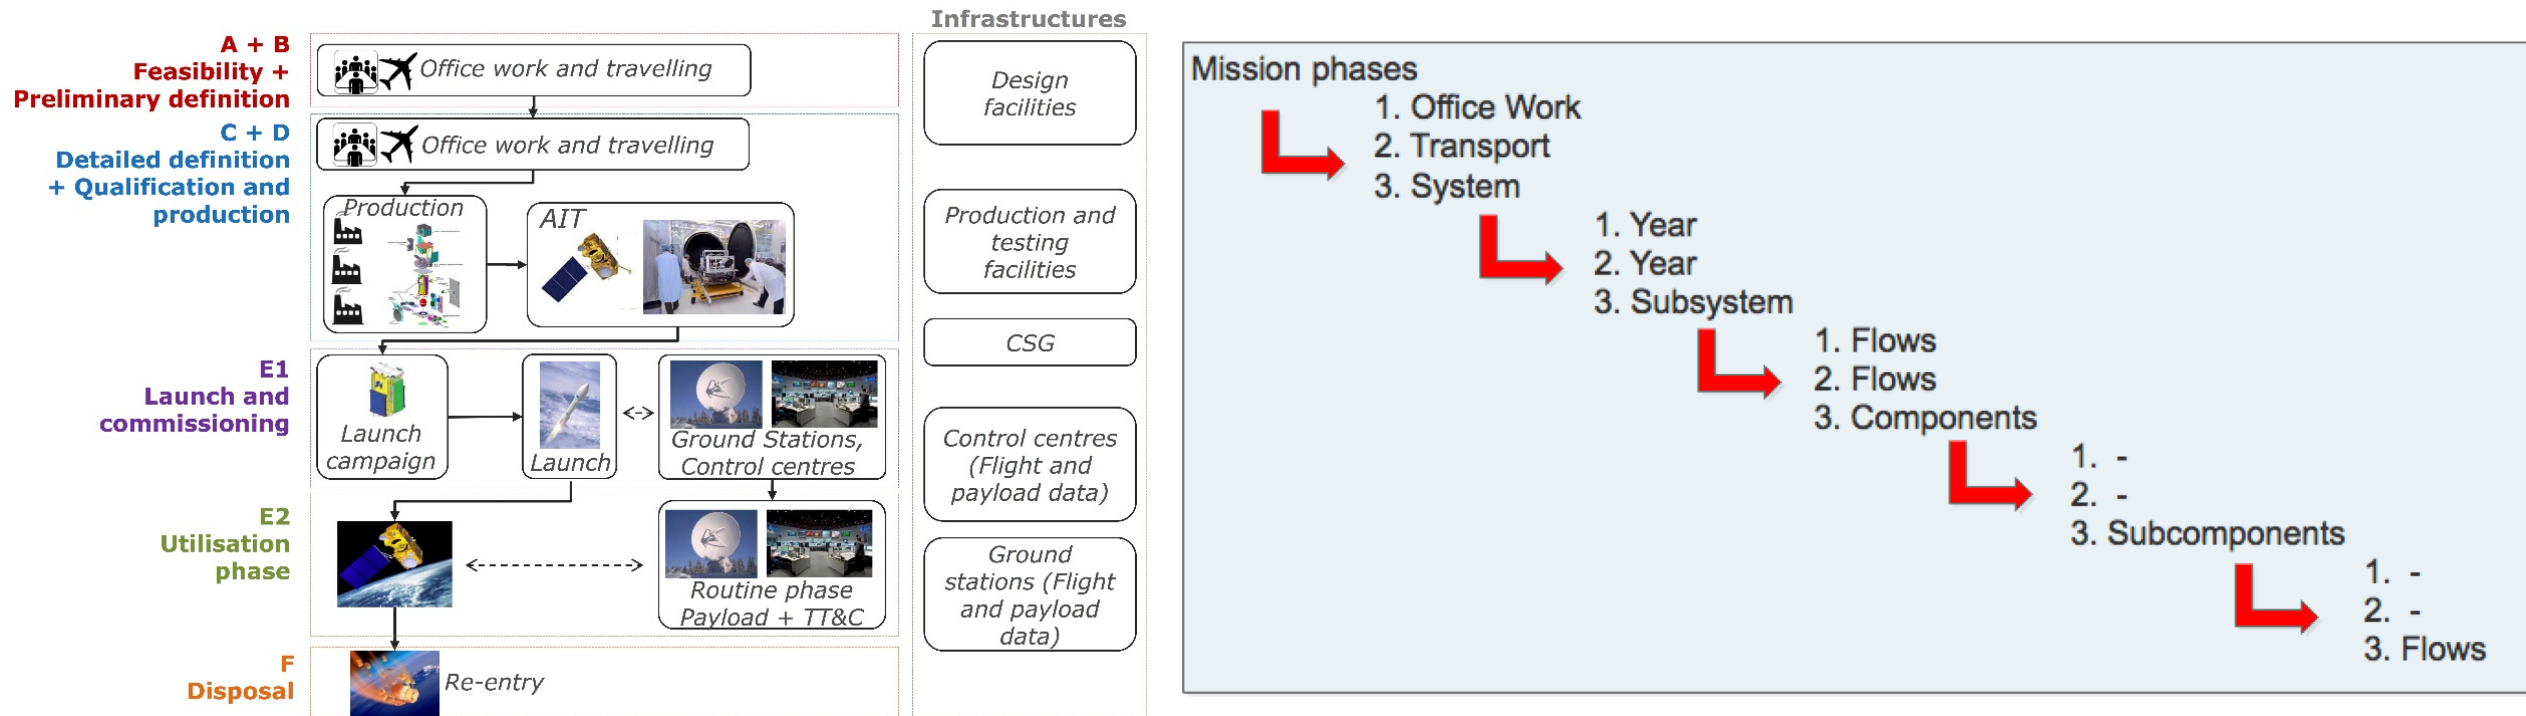 Infrastructures
A + B
Feasibility +
Preliminary definition
Office work and travelling
Design
facilities
C + D
Detailed definition
+ Qualification and
production
Office work and travelling
Production
AIT
Production and
testing
facilities
CSG
E1
Launch and
commissioning
Launch
campaign
Launch
Ground Stations,
Control centres
Control centres
(Flight and
payload data)
E2
Utilisation
phase
Routine phase
Payload + TT&C
Ground
stations (Flight
and payload
data)
F
Disposal
Re-entry
Mission phases
1. Office Work
2. Transport
3. System
1. Year
2. Year
3. Subsystem
1. Flows
2. Flows
3. Components
1. -
2. -
3. Subcomponents
1. -
2. -
3. Flows